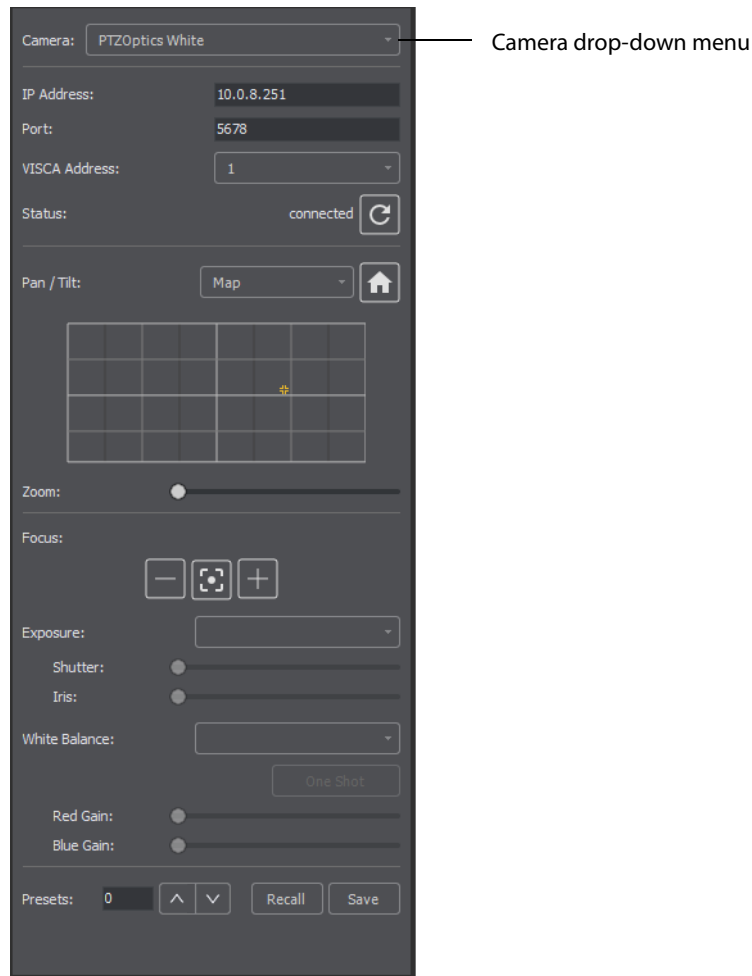 Camera: PTZOptics White
Camera drop-down menu
IP Address: 10.0.8.251
Port: 5678
VISCA Address: 1
Status: connected
Pan / Tilt: Map
Zoom:
Focus:
Exposure:
Shutter:
Iris:
White Balance:
One Shot
Red Gain:
Blue Gain:
Presets: 0 Recall Save